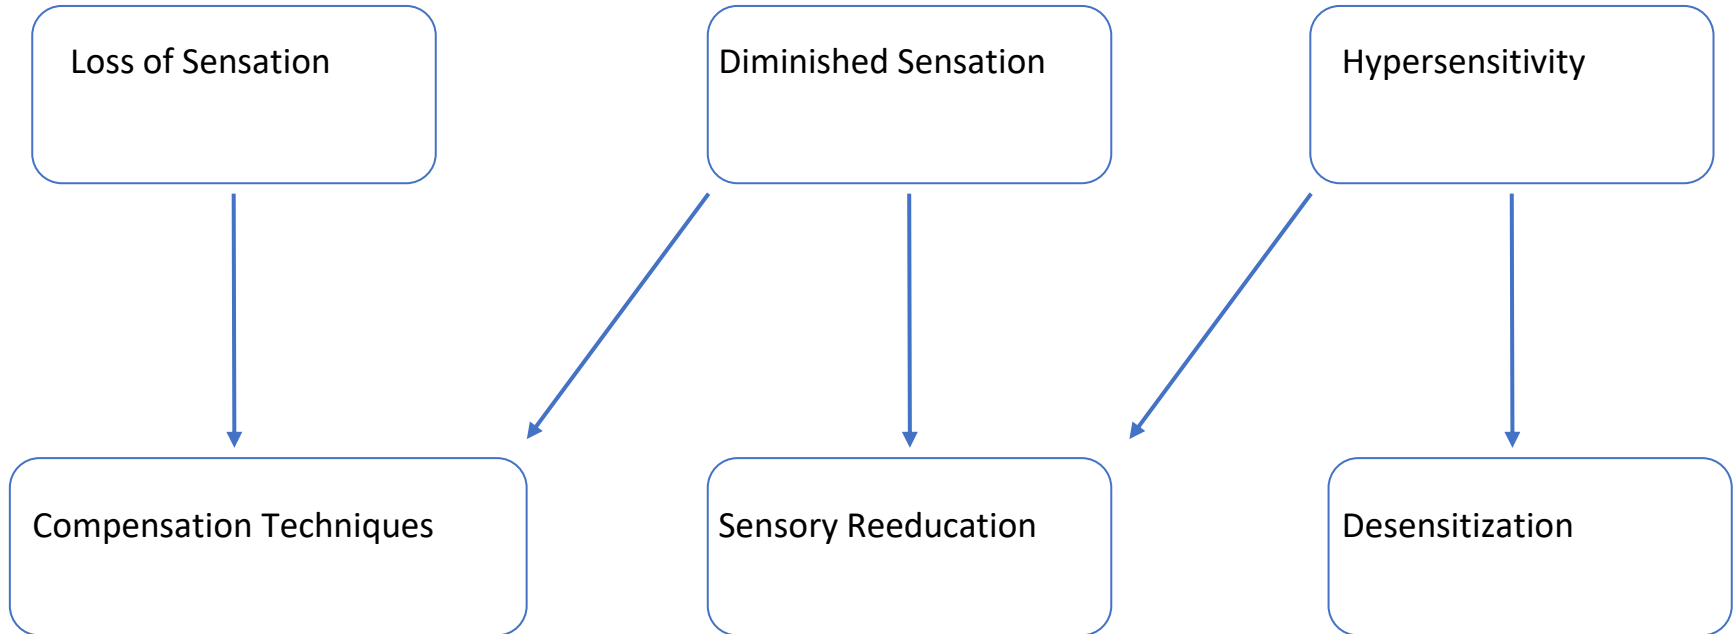 Loss of Sensation
Diminished Sensation
Hypersensitivity
Compensation Techniques
Sensory Reeducation
Desensitization